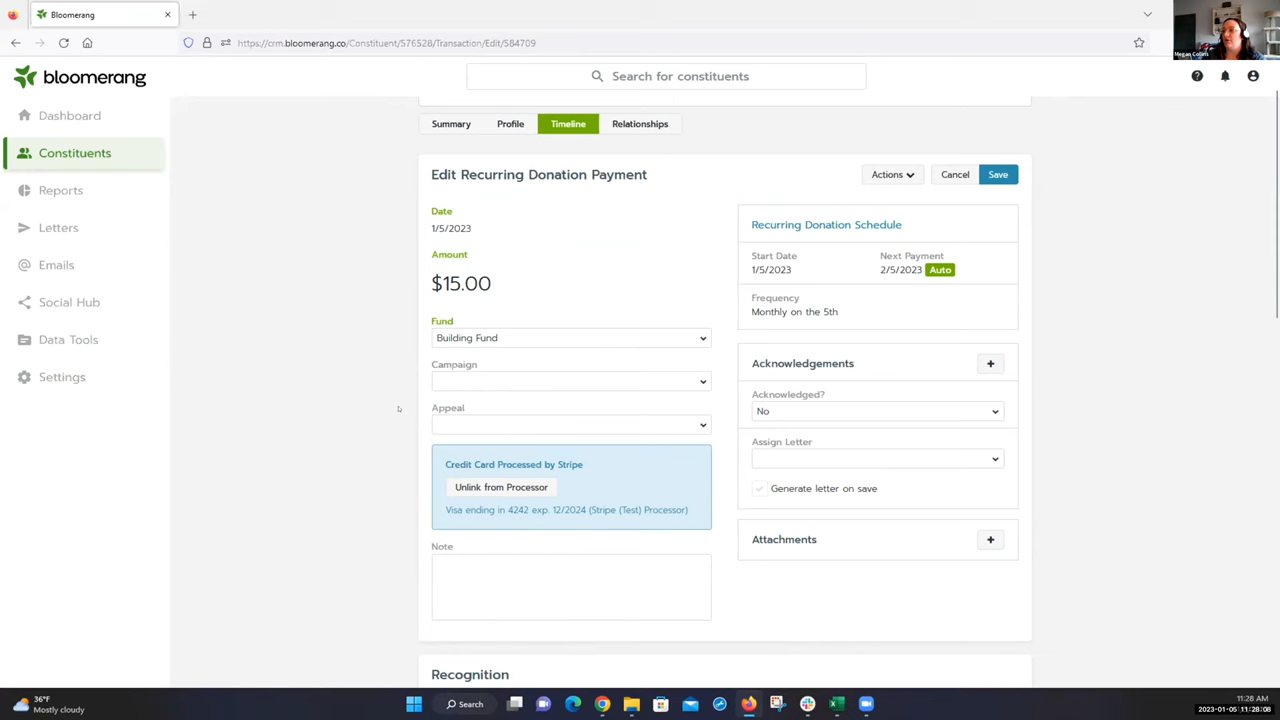 Bloomerang
https://crm.bloomerang.co/Constituent/576528/Transaction/Edit/584709
Megan Collins
bloomerang
Search for constituents
Dashboard
Constituents
Reports
Letters
Emails
Social Hub
Data Tools
Settings
Summary
Profile
Timeline
Relationships
Edit Recurring Donation Payment
Actions
Cancel
Save
Date
1/5/2023
Amount
$15.00
Fund
Building Fund
Campaign
Appeal
Credit Card Processed by Stripe
Unlink from Processor
Visa ending in 4242 exp. 12/2024 (Stripe (Test) Processor)
Note
Recurring Donation Schedule
Start Date
1/5/2023
Next Payment
2/5/2023 Auto
Frequency
Monthly on the 5th
Acknowledgements
Acknowledged?
No
Assign Letter
Generate letter on save
Attachments
Recognition
36°F
Mostly cloudy
Search
11:28 AM
2023-01-05 11:28:08